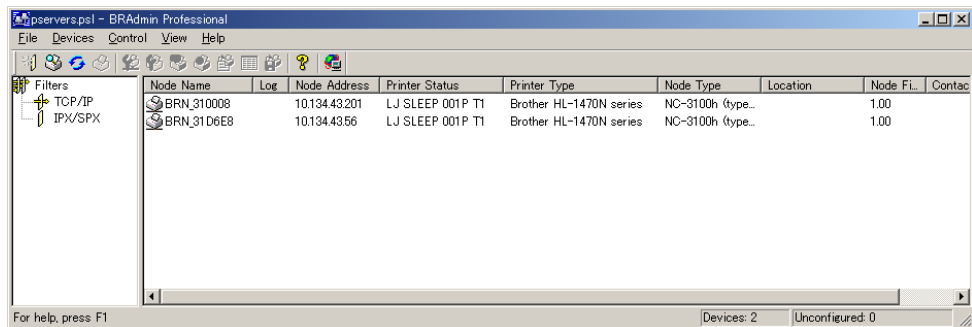 pservers.psl - BRAdmin Professional
File Devices Control View Help
Filters
TCP/IP
IPX/SPX
Node Name Log Node Address Printer Status Printer Type Node Type Location Node Fi... Contac
BRN_310008 10.134.43.201 LJ SLEEP 001P T1 Brother HL-1470N series NC-3100h (type... 1.00
BRN_31D6E8 10.134.43.56 LJ SLEEP 001P T1 Brother HL-1470N series NC-3100h (type... 1.00
For help, press F1 Devices: 2 Unconfigured: 0